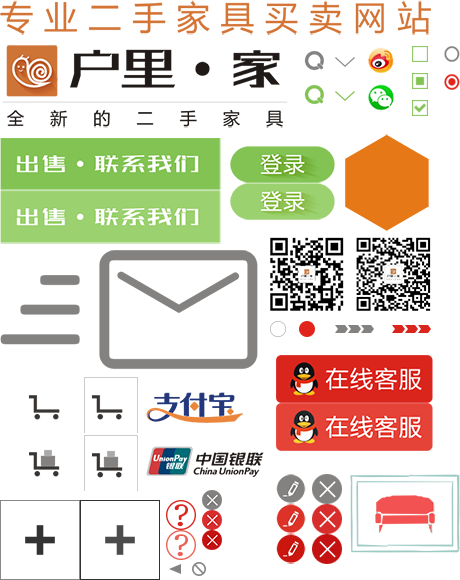 专业二手家具买卖网站
户里·家
全新的二手家具
出售·联系我们
登录
出售·联系我们
登录
在线客服
在线客服
支付宝
UnionPay
银联
中国银联
China UnionPay
?
?